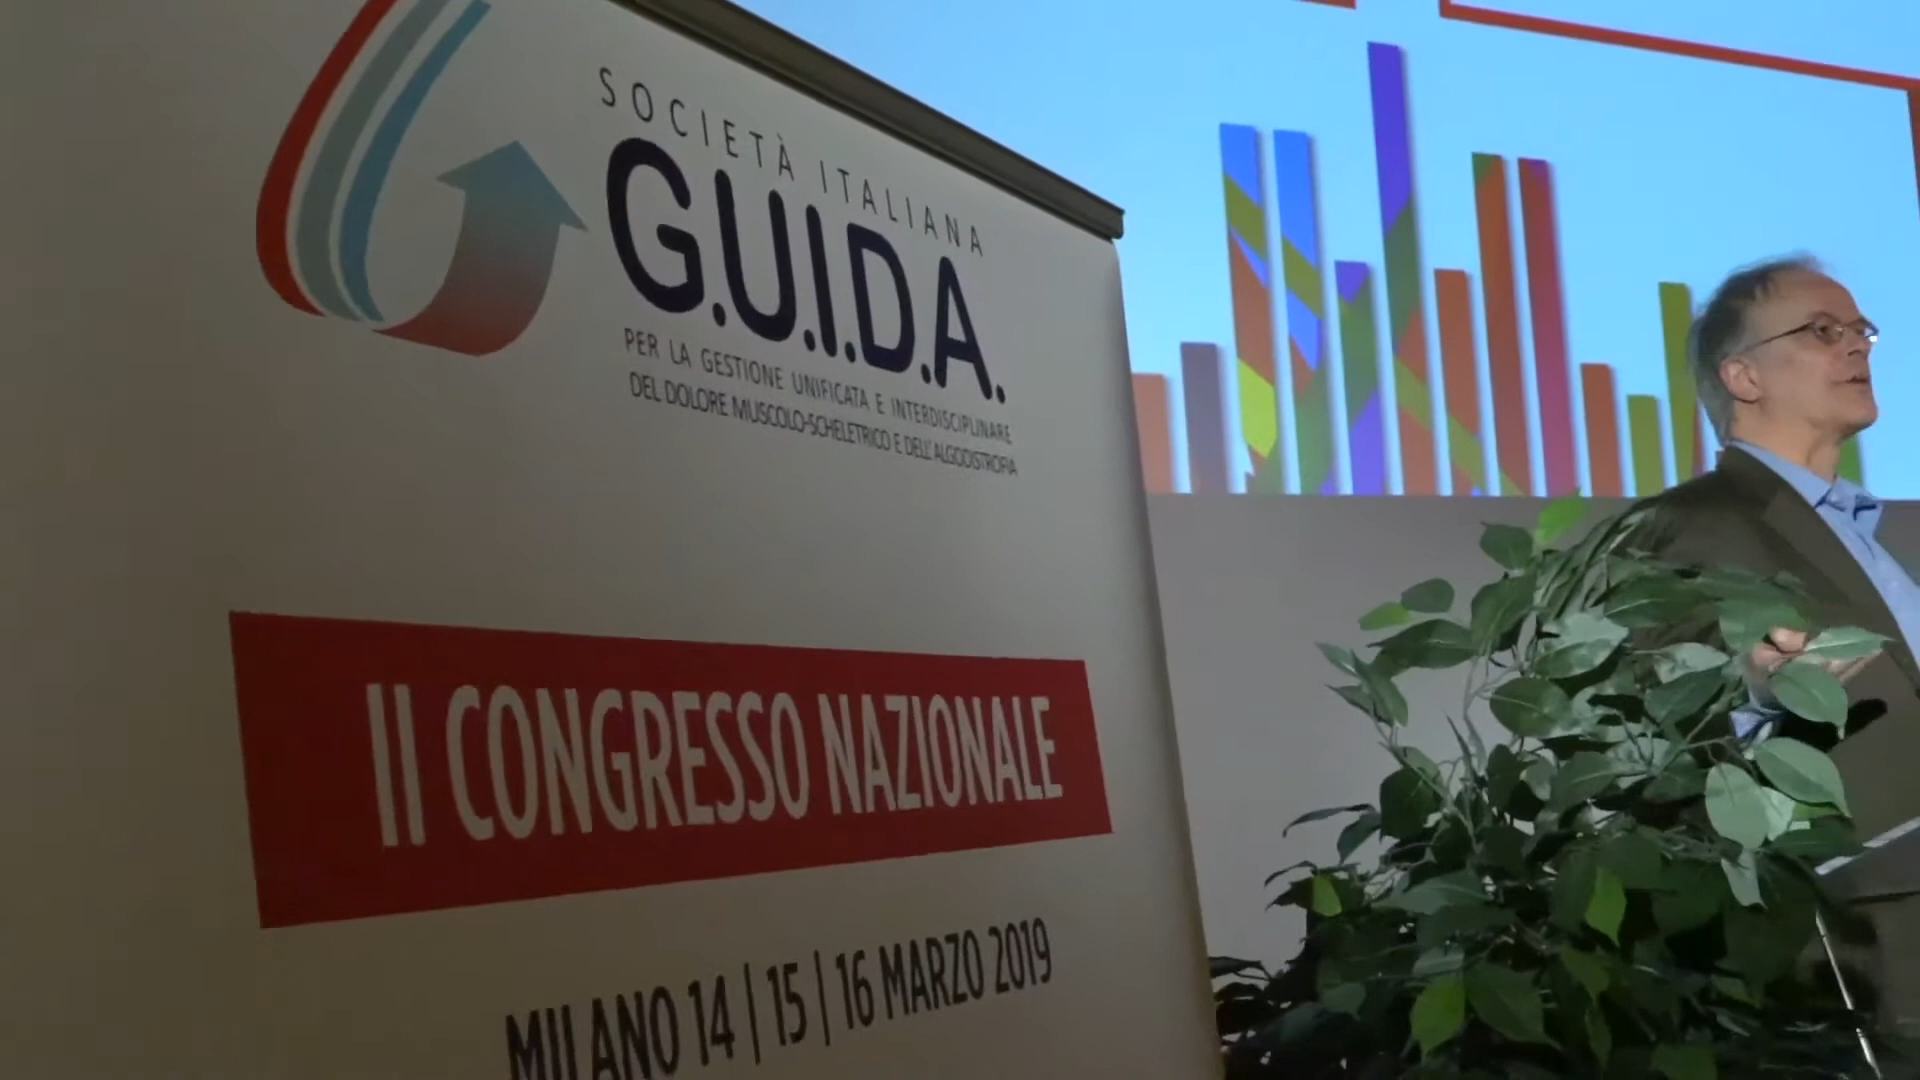 SOCIETÀ ITALIANA
G.U.I.D.A.
PER LA GESTIONE UNIFICATA E INTERDISCIPLINARE
DEL DOLORE MUSCOLO-SCHELETRICO E DELL'ALGODISTROFIA
II CONGRESSO NAZIONALE
MILANO 14 | 15 | 16 MARZO 2019